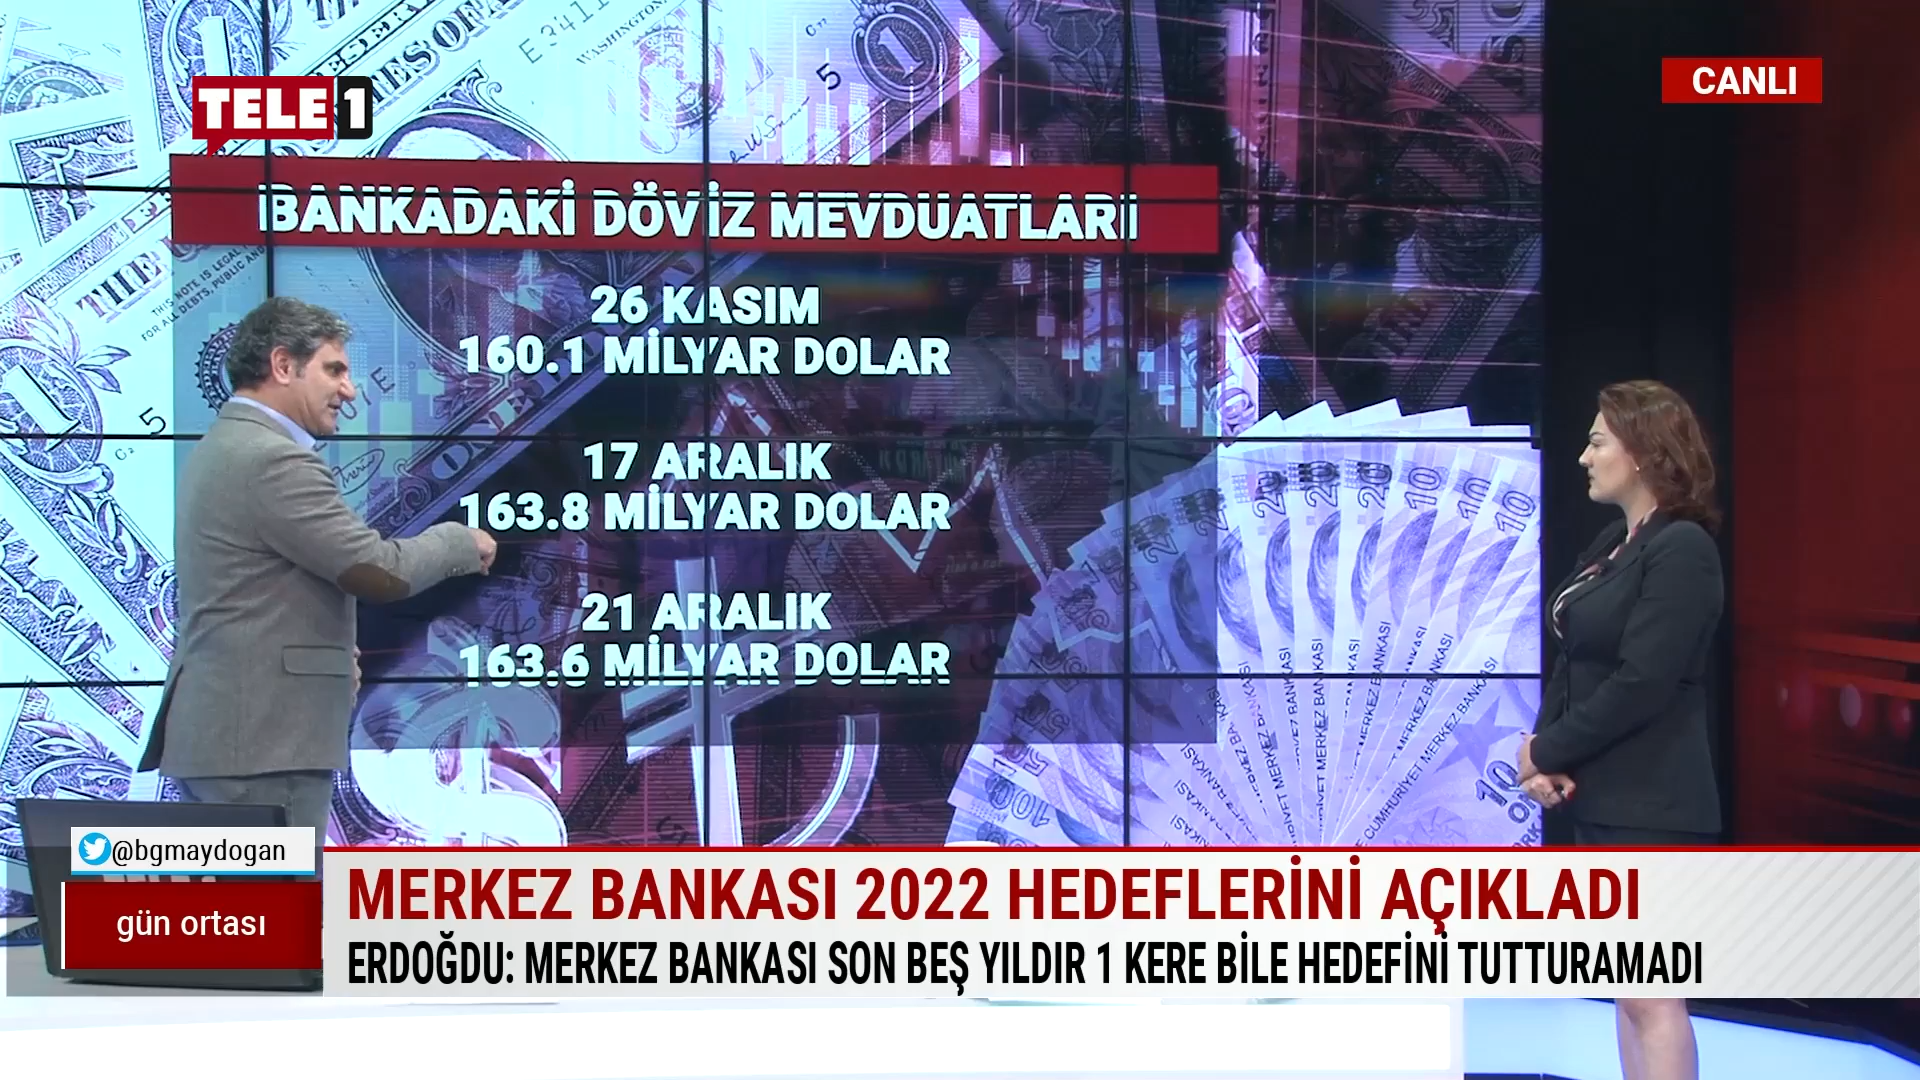 TELE 1
CANLI
BANKADAKİ DÖVİZ MEVDUATLARI
26 KASIM
160.1 MİLYAR DOLAR
17 ARALIK
163.8 MİLYAR DOLAR
21 ARALIK
163.6 MİLYAR DOLAR
@bgmaydogan
gün ortası
MERKEZ BANKASI 2022 HEDEFLERİNİ AÇIKLADI
ERDOĞDU: MERKEZ BANKASI SON BEŞ YILDIR 1 KERE BİLE HEDEFİNİ TUTTURAMADI